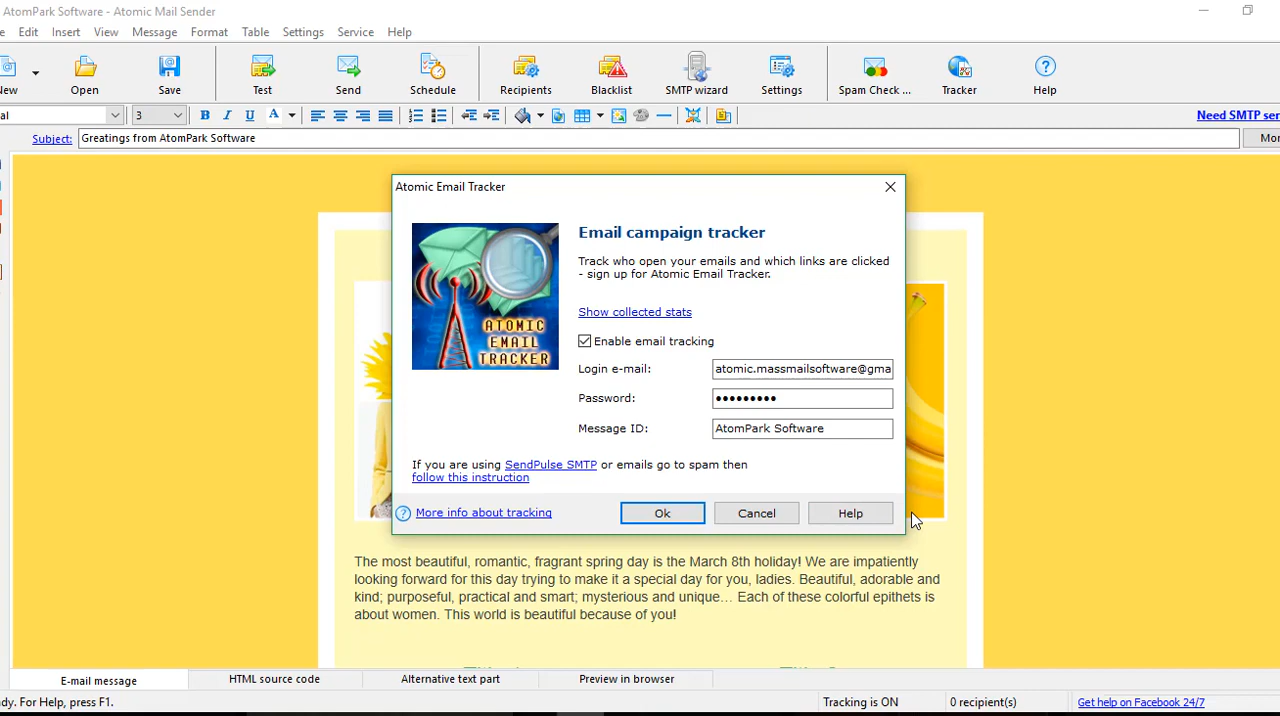 AtomPark Software - Atomic Mail Sender
Edit Insert View Message Format Table Settings Service Help
New Open Save Test Send Schedule Recipients Blacklist SMTP wizard Settings Spam Check ... Tracker Help
3 B I A
Need SMTP ser
Subject: Greatings from AtomPark Software
Mor
Atomic Email Tracker
Email campaign tracker
Track who open your emails and which links are clicked
- sign up for Atomic Email Tracker.
Show collected stats
Enable email tracking
Login e-mail: atomic.massmailsoftware@gma
Password: •••••••••
Message ID: AtomPark Software
ATOMIC
EMAIL
TRACKER
If you are using SendPulse SMTP or emails go to spam then
follow this instruction
? More info about tracking Ok Cancel Help
The most beautiful, romantic, fragrant spring day is the March 8th holiday! We are impatiently
looking forward for this day trying to make it a special day for you, ladies. Beautiful, adorable and
kind; purposeful, practical and smart; mysterious and unique… Each of these colorful epithets is
about women. This world is beautiful because of you!
E-mail message HTML source code Alternative text part Preview in browser
dy. For Help, press F1. Tracking is ON 0 recipient(s) Get help on Facebook 24/7